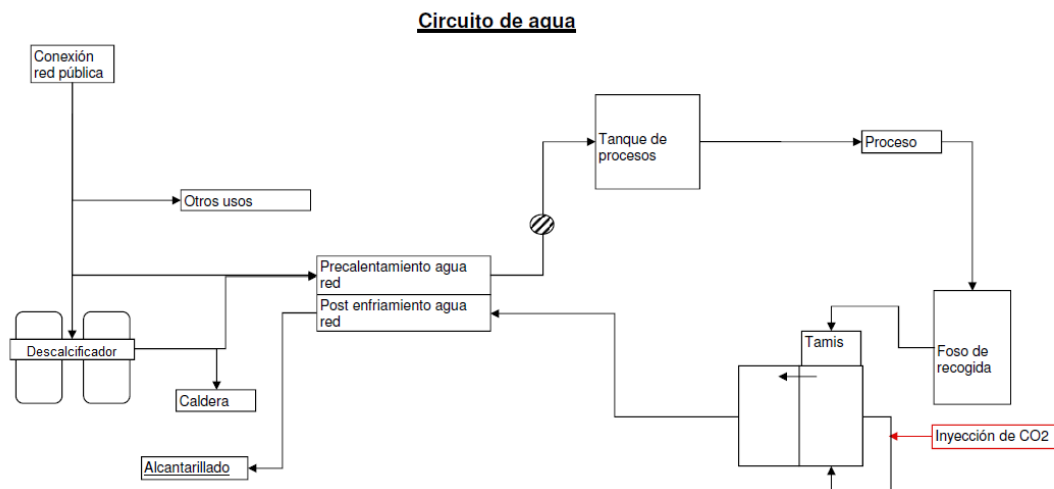 Circuito de agua
Conexión
red pública
Tanque de
procesos
Proceso
Otros usos
Precalentamiento agua
red
Post enfriamiento agua
red
Descalcificador
Tamis
Foso de
recogida
Caldera
Inyección de CO2
Alcantarillado